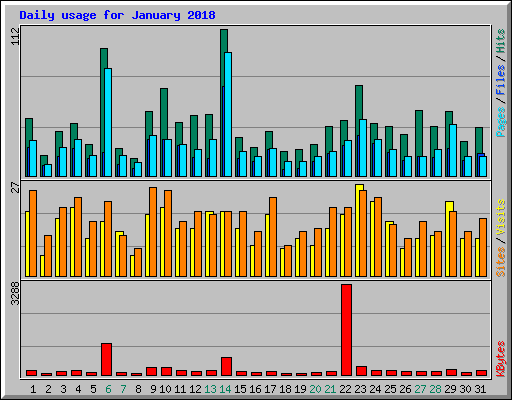 Daily usage for January 2018
112
Pages / Files / Hits
27
Sites / Visits
3288
KBytes
1 2 3 4 5 6 7 8 9 10 11 12 13 14 15 16 17 18 19 20 21 22 23 24 25 26 27 28 29 30 31